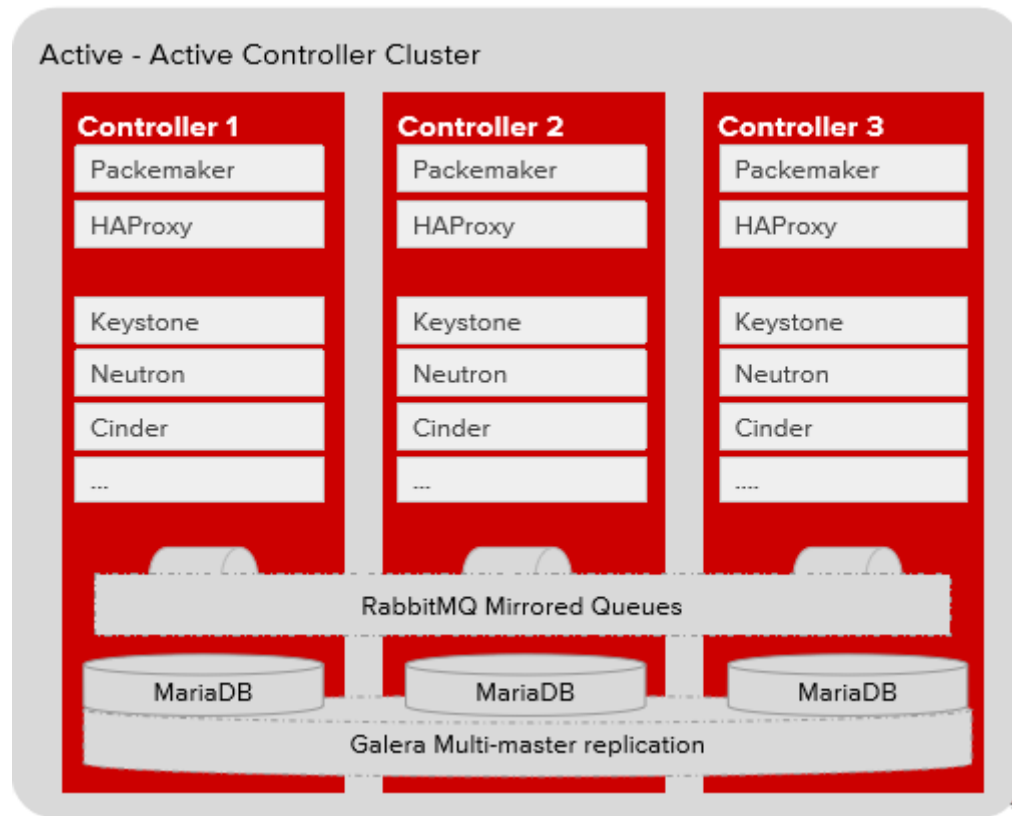 Active - Active Controller Cluster
Controller 1
Packemaker
HAProxy
Keystone
Neutron
Cinder
...
Controller 2
Packemaker
HAProxy
Keystone
Neutron
Cinder
...
Controller 3
Packemaker
HAProxy
Keystone
Neutron
Cinder
....
RabbitMQ Mirrored Queues
MariaDB
MariaDB
MariaDB
Galera Multi-master replication